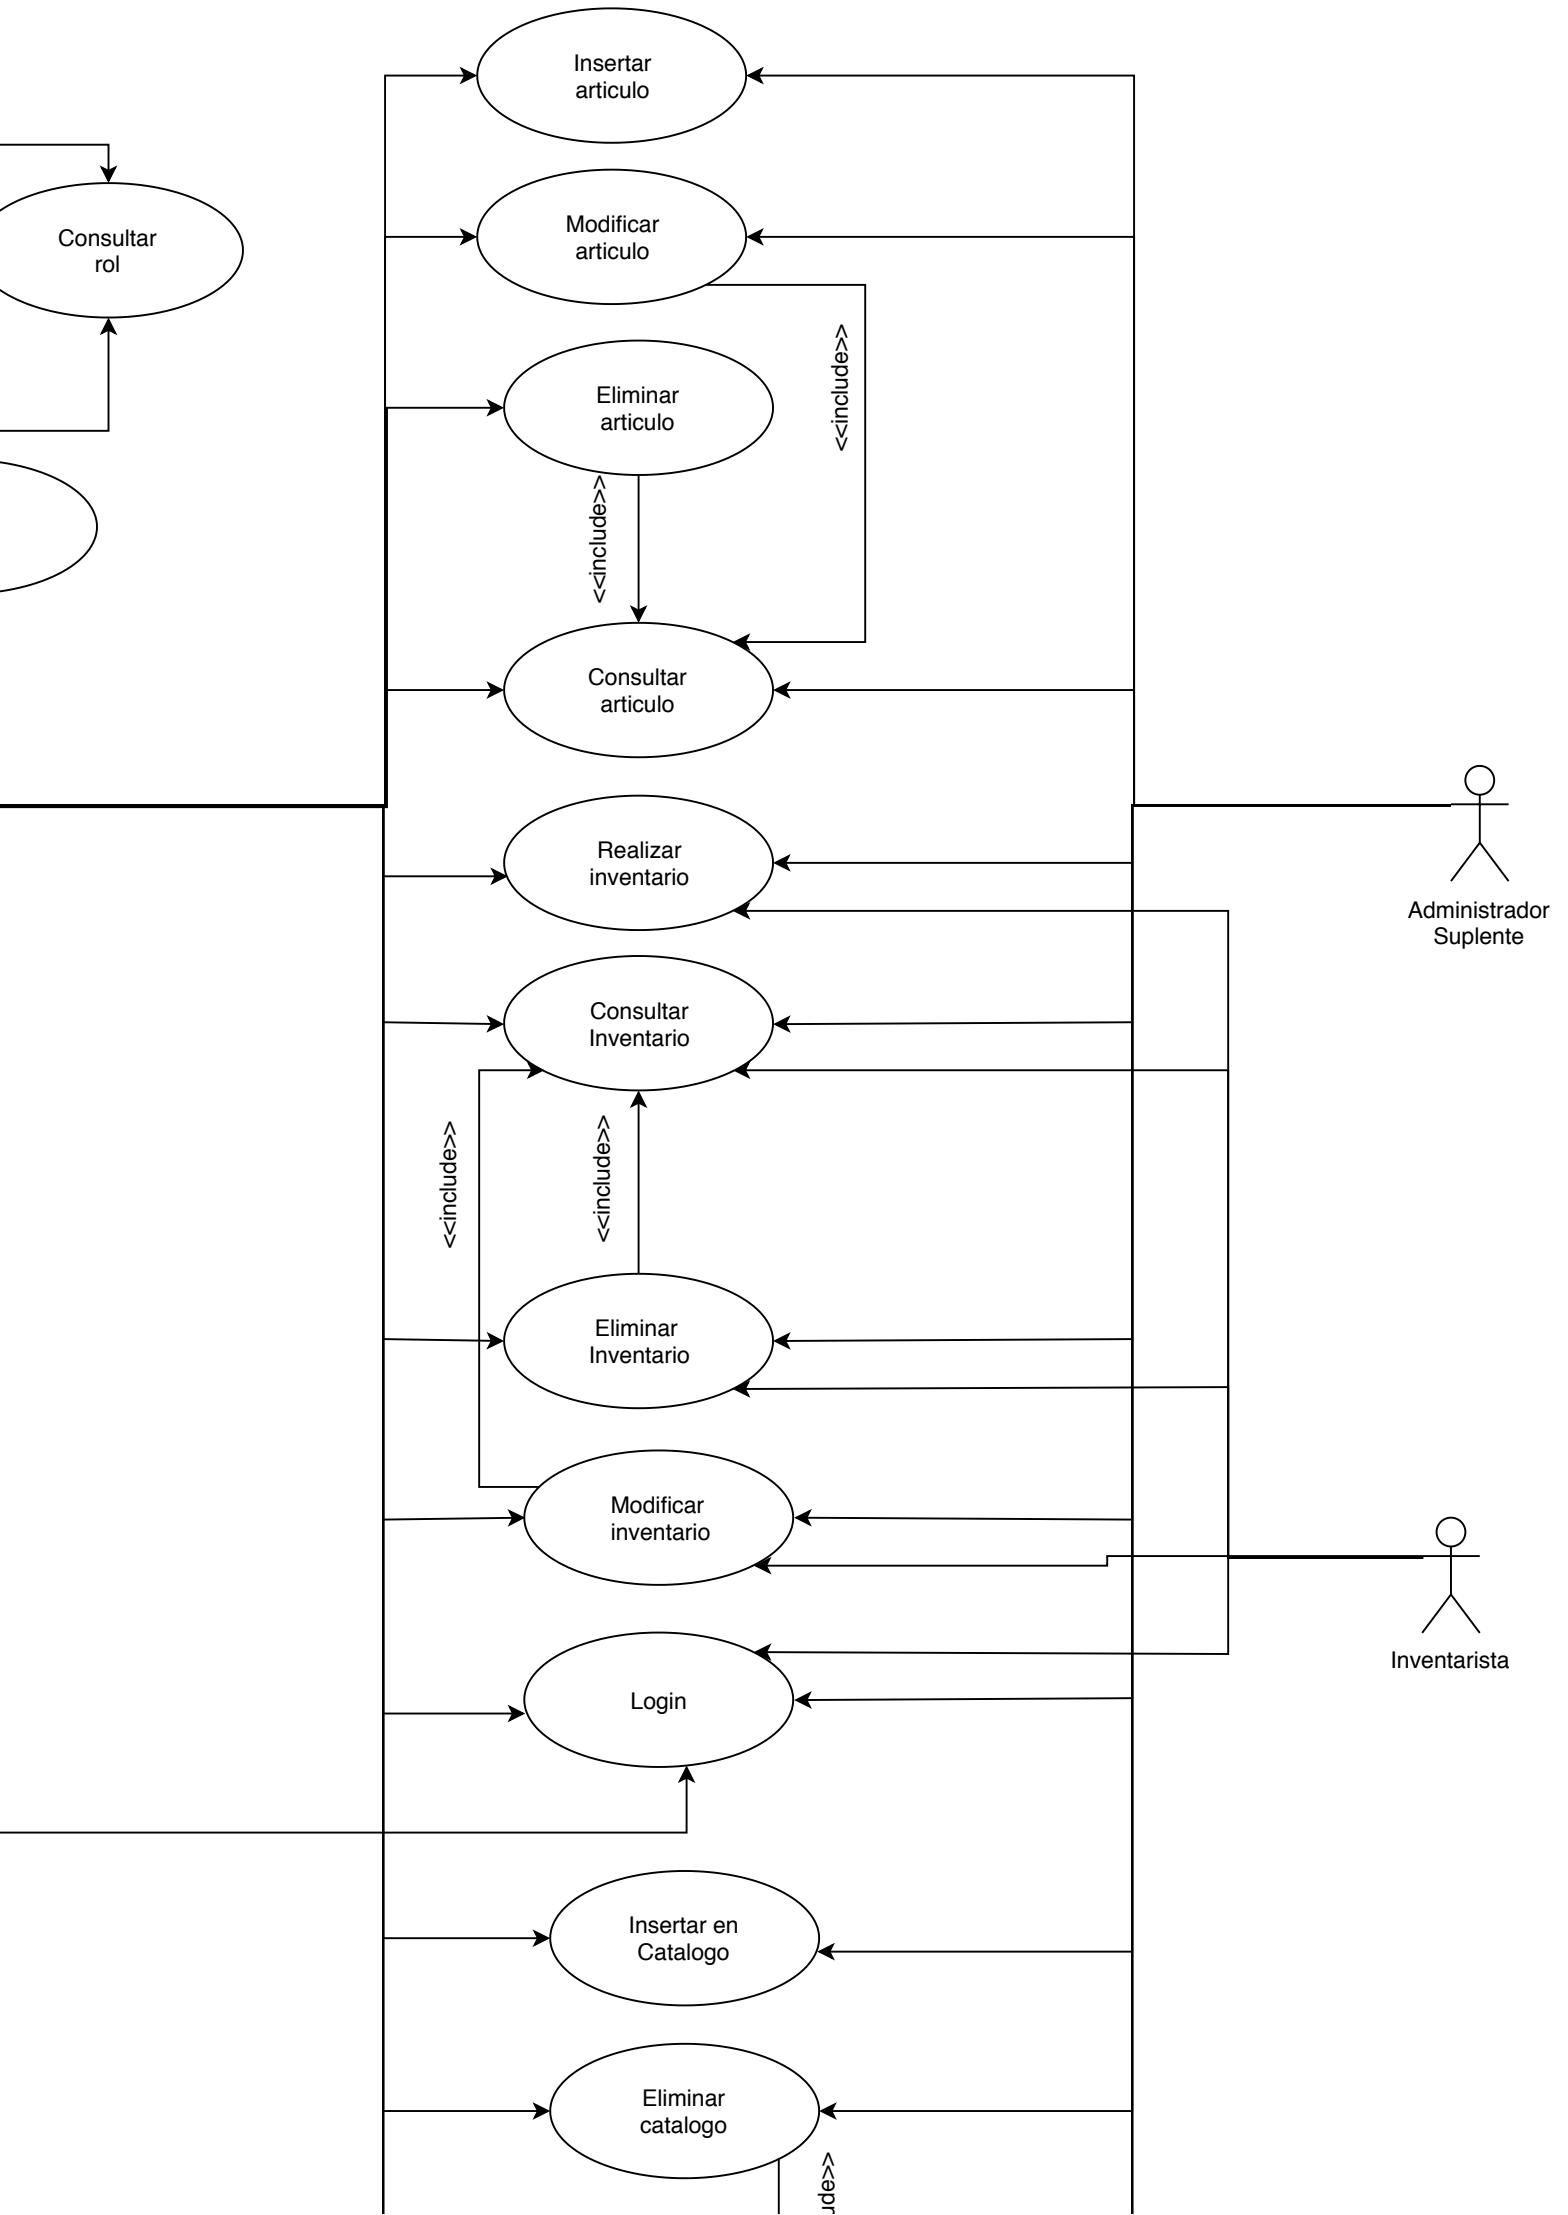 Insertar
articulo
Consultar
rol
Modificar
articulo
<<include>>
Eliminar
articulo
<<include>>
Consultar
articulo
Realizar
inventario
Administrador
Suplente
Consultar
Inventario
<<include>>
<<include>>
Eliminar
Inventario
Modificar
inventario
Inventarista
Login
Insertar en
Catalogo
Eliminar
catalogo
ude>>